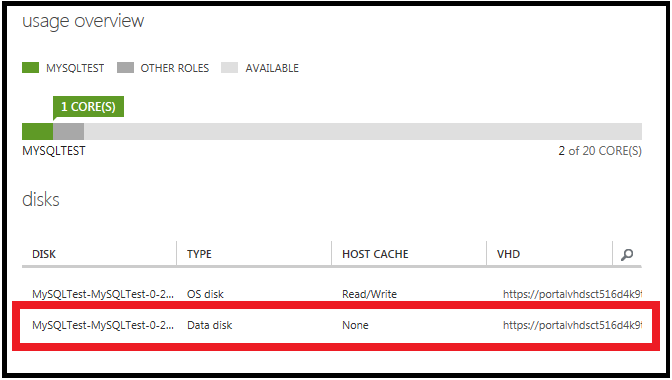 usage overview
MYSQLTEST OTHER ROLES AVAILABLE
1 CORE(S)
MYSQLTEST 2 of 20 CORE(S)
disks
DISK TYPE HOST CACHE VHD
MySQLTest-MySQLTest-0-2... OS disk Read/Write https://portalvhdsct516d4k9
MySQLTest-MySQLTest-0-2... Data disk None https://portalvhdsct516d4k9